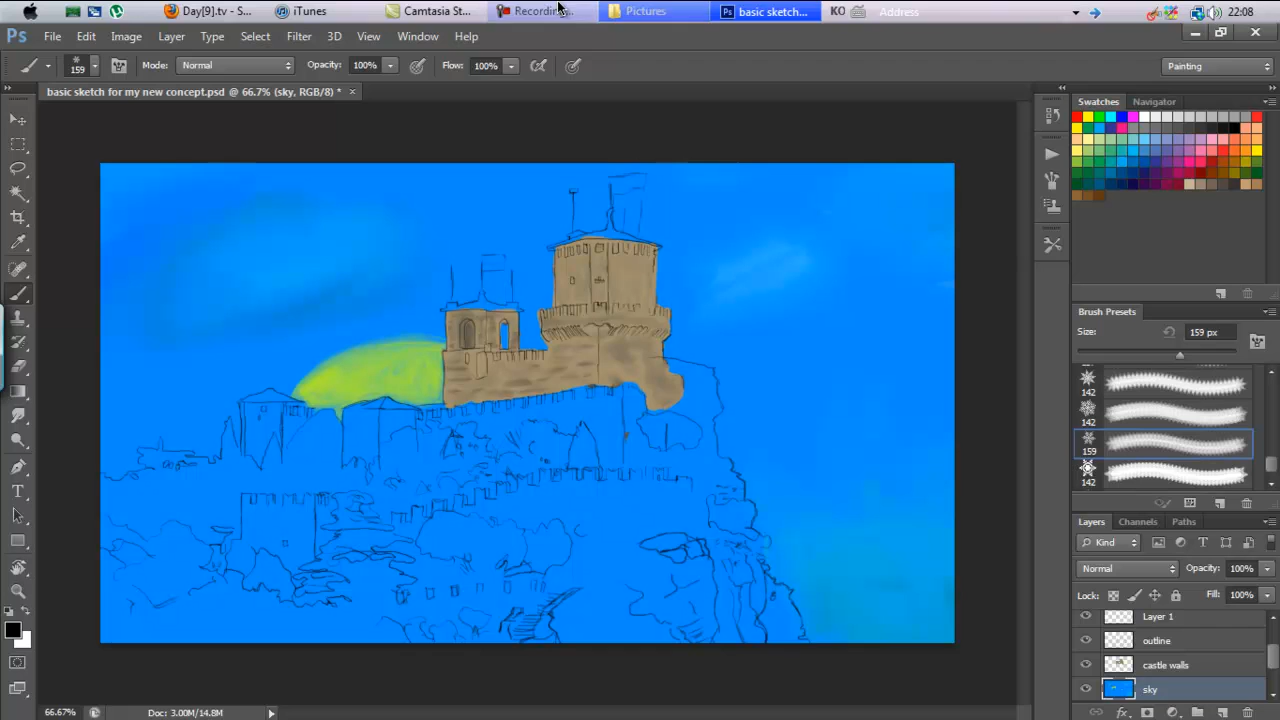 Day[9].tv - S...
iTunes
Camtasia St...
Recording...
Pictures
Ps basic sketch...
KO
Address
22:08
Ps File Edit Image Layer Type Select Filter 3D View Window Help
159
Mode: Normal
Opacity: 100%
Flow: 100%
Painting
basic sketch for my new concept.psd @ 66.7% (sky, RGB/8) *
Swatches Navigator
Brush Presets
Size: 159 px
142
142
159
142
Layers Channels Paths
Kind
Normal
Opacity: 100%
Lock:
Fill: 100%
Layer 1
outline
castle walls
sky
66.67%
Doc: 3.00M/14.8M